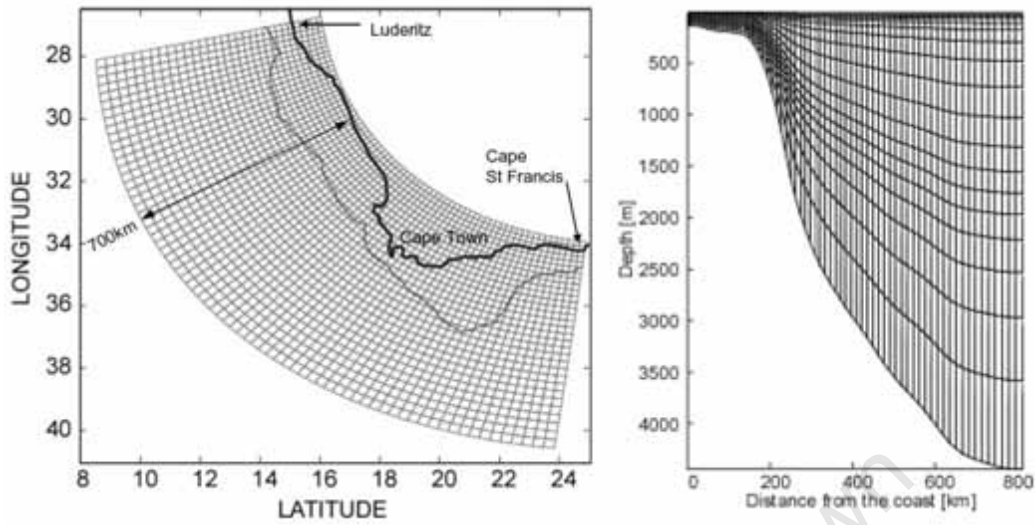 Luderitz
28
30
32
34
36
38
40
LONGITUDE
Cape
St Francis
700km
Cape Town
8 10 12 14 16 18 20 22 24
LATITUDE
500
1000
1500
2000
2500
3000
3500
4000
Depth [m]
0 200 400 600 800
Distance from the coast [km]
wn